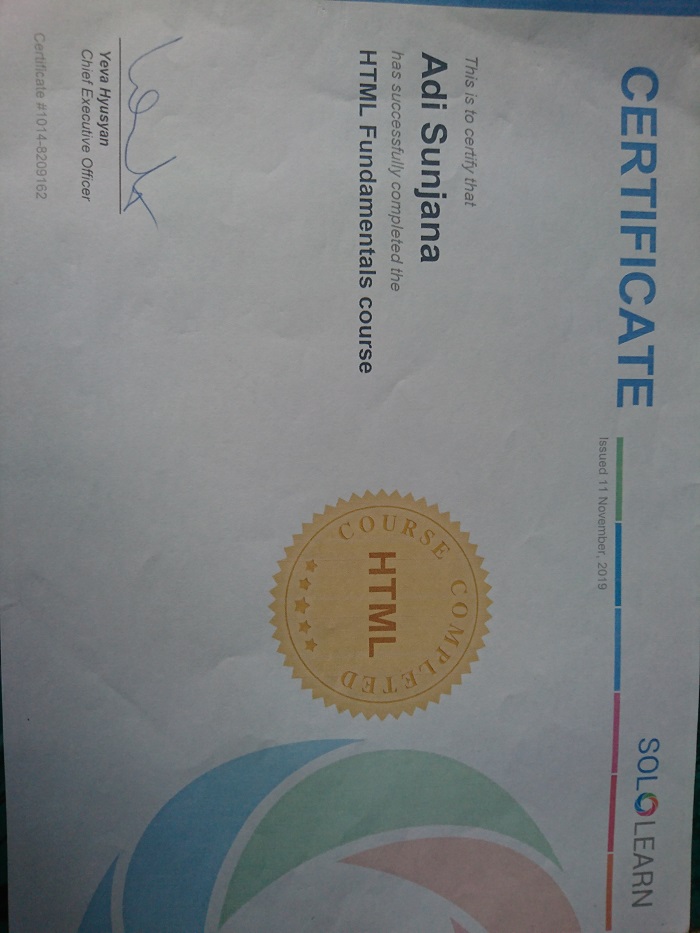 CERTIFICATE
SOLOLEARN
Issued 11 November, 2019
This is to certify that
Adi Sunjana
has successfully completed the
HTML Fundamentals course
COURSE COMPLETED
HTML
Yeva Hyusyan
Chief Executive Officer
Certificate #1014-8209162